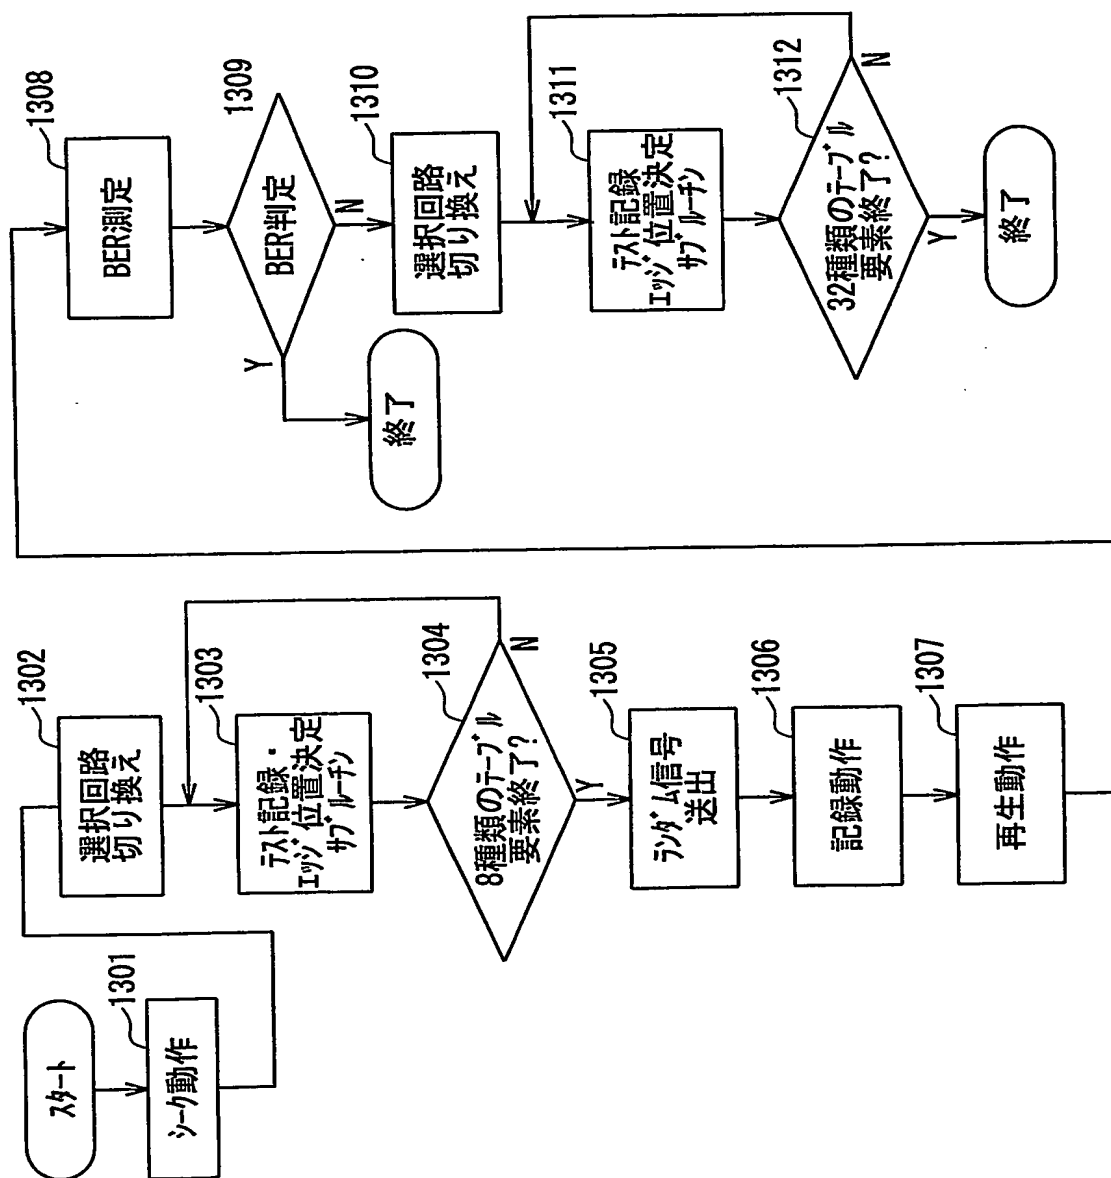 スタート
1301
シーク動作
1302
選択回路
切り換え
1303
テスト記録・
エッジ位置決定
サブルーチン
1304
8種類のテーブル
要素終了?
N
Y
1305
ランダム信号
送出
1306
記録動作
1307
再生動作
1308
BER測定
1309
BER判定
Y
N
終了
1310
選択回路
切り換え
1311
テスト記録
エッジ位置決定
サブルーチン
1312
32種類のテーブル
要素終了?
N
Y
終了